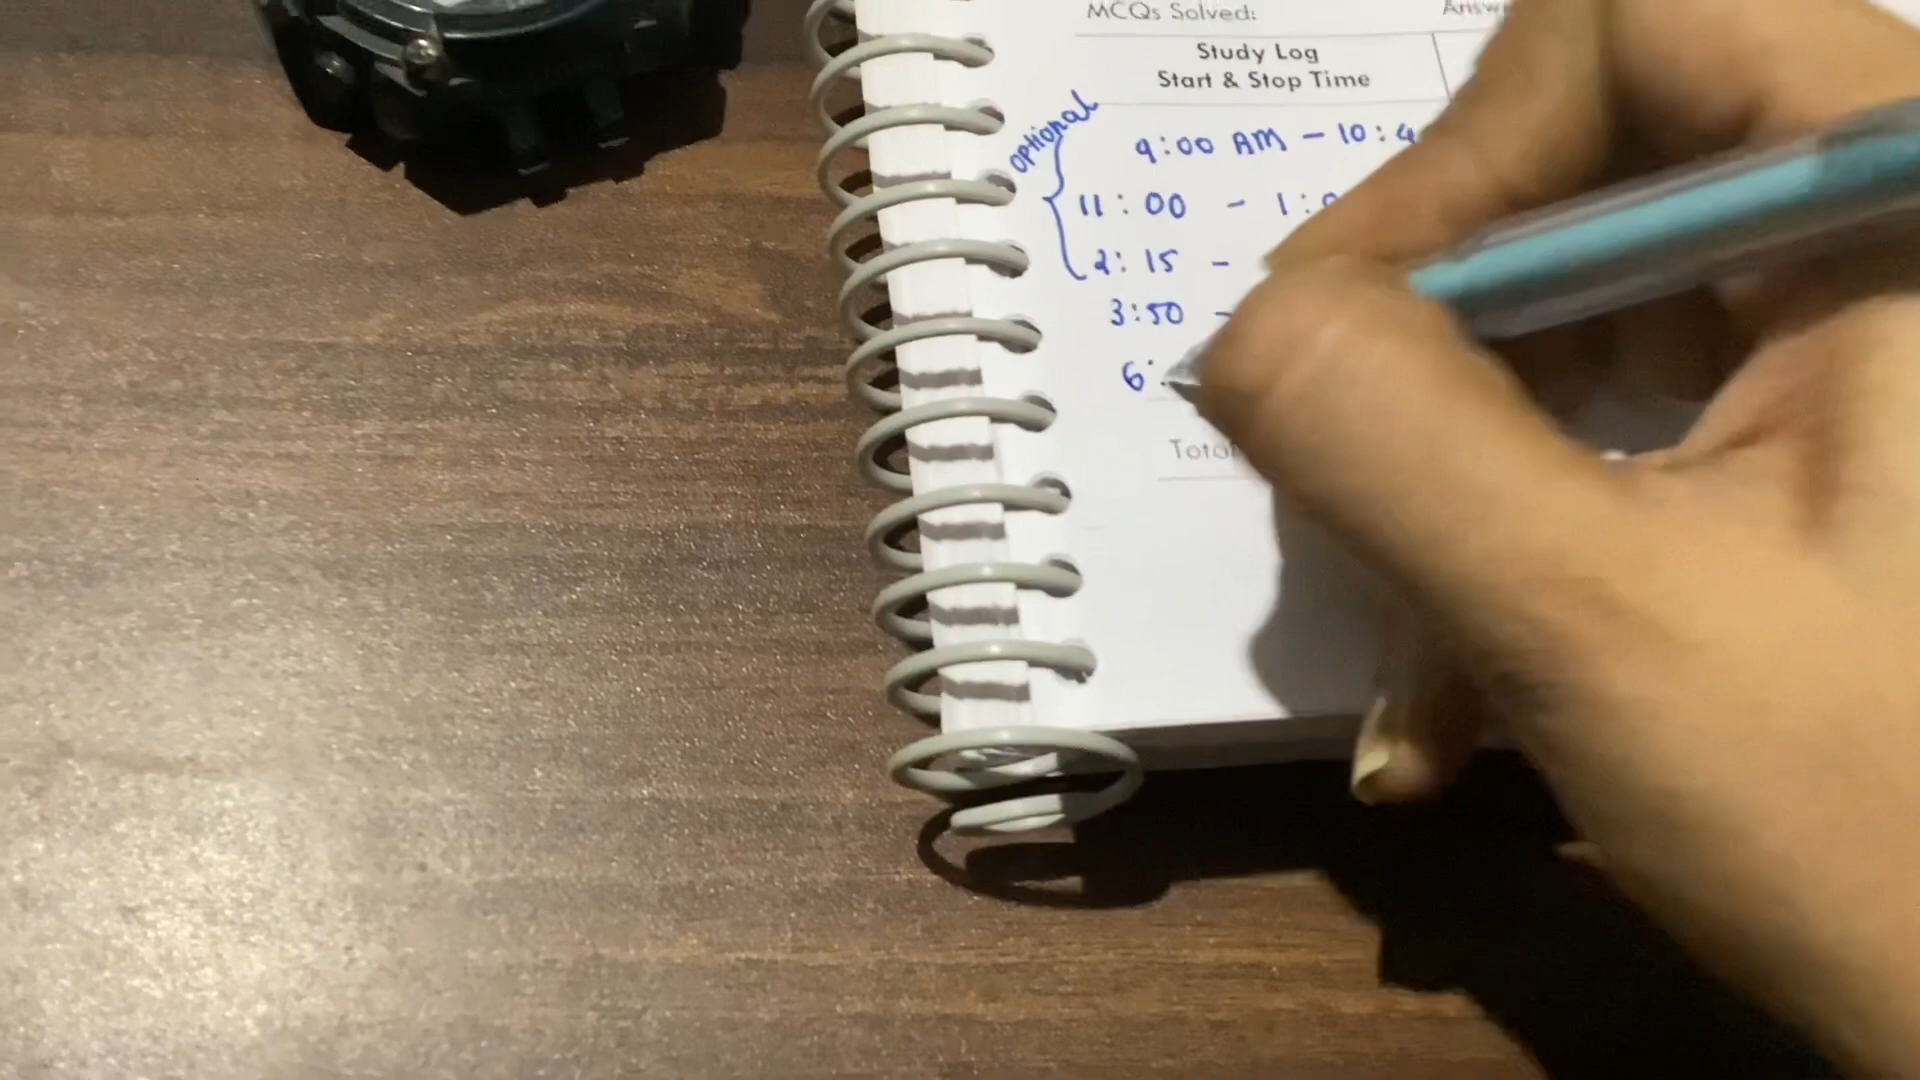 MCQs Solved:
Study Log
Start & Stop Time
optional
9:00 AM - 10:4
11:00 - 1:0
2:15 -
3:50 -
6: